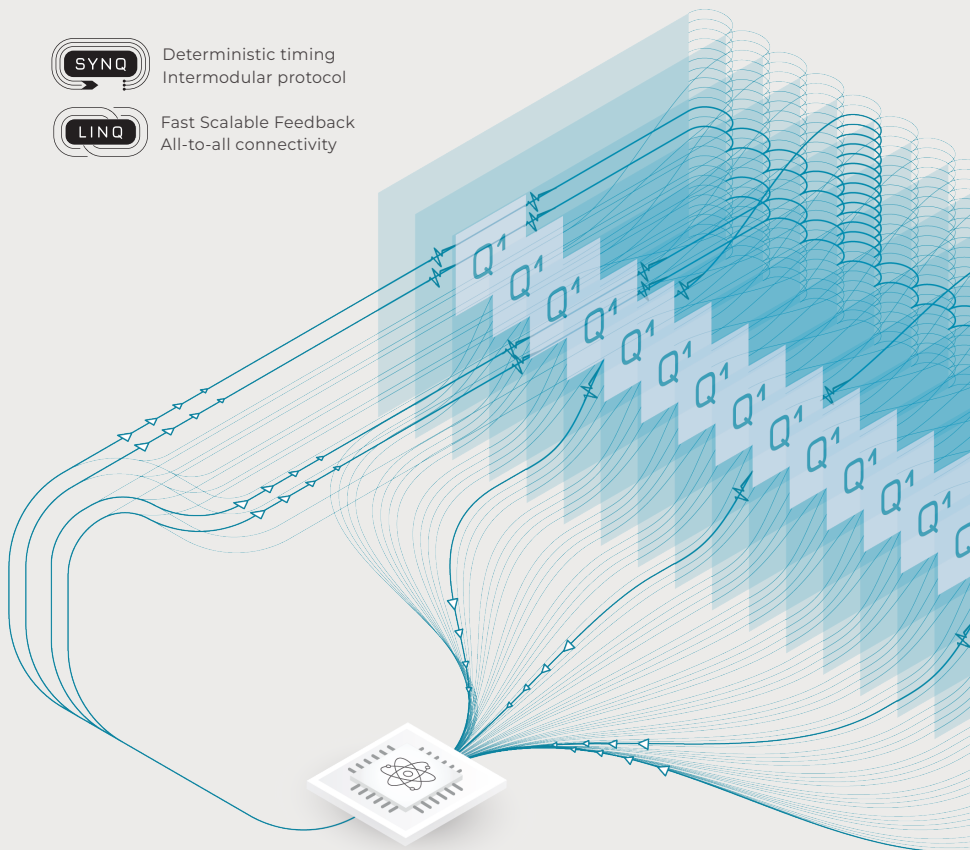 SYNQ
Deterministic timing
Intermodular protocol
LINQ
Fast Scalable Feedback
All-to-all connectivity
Q¹
Q¹
Q¹
Q¹
Q¹
Q¹
Q¹
Q¹
Q¹
Q¹
Q¹
Q¹
Q¹